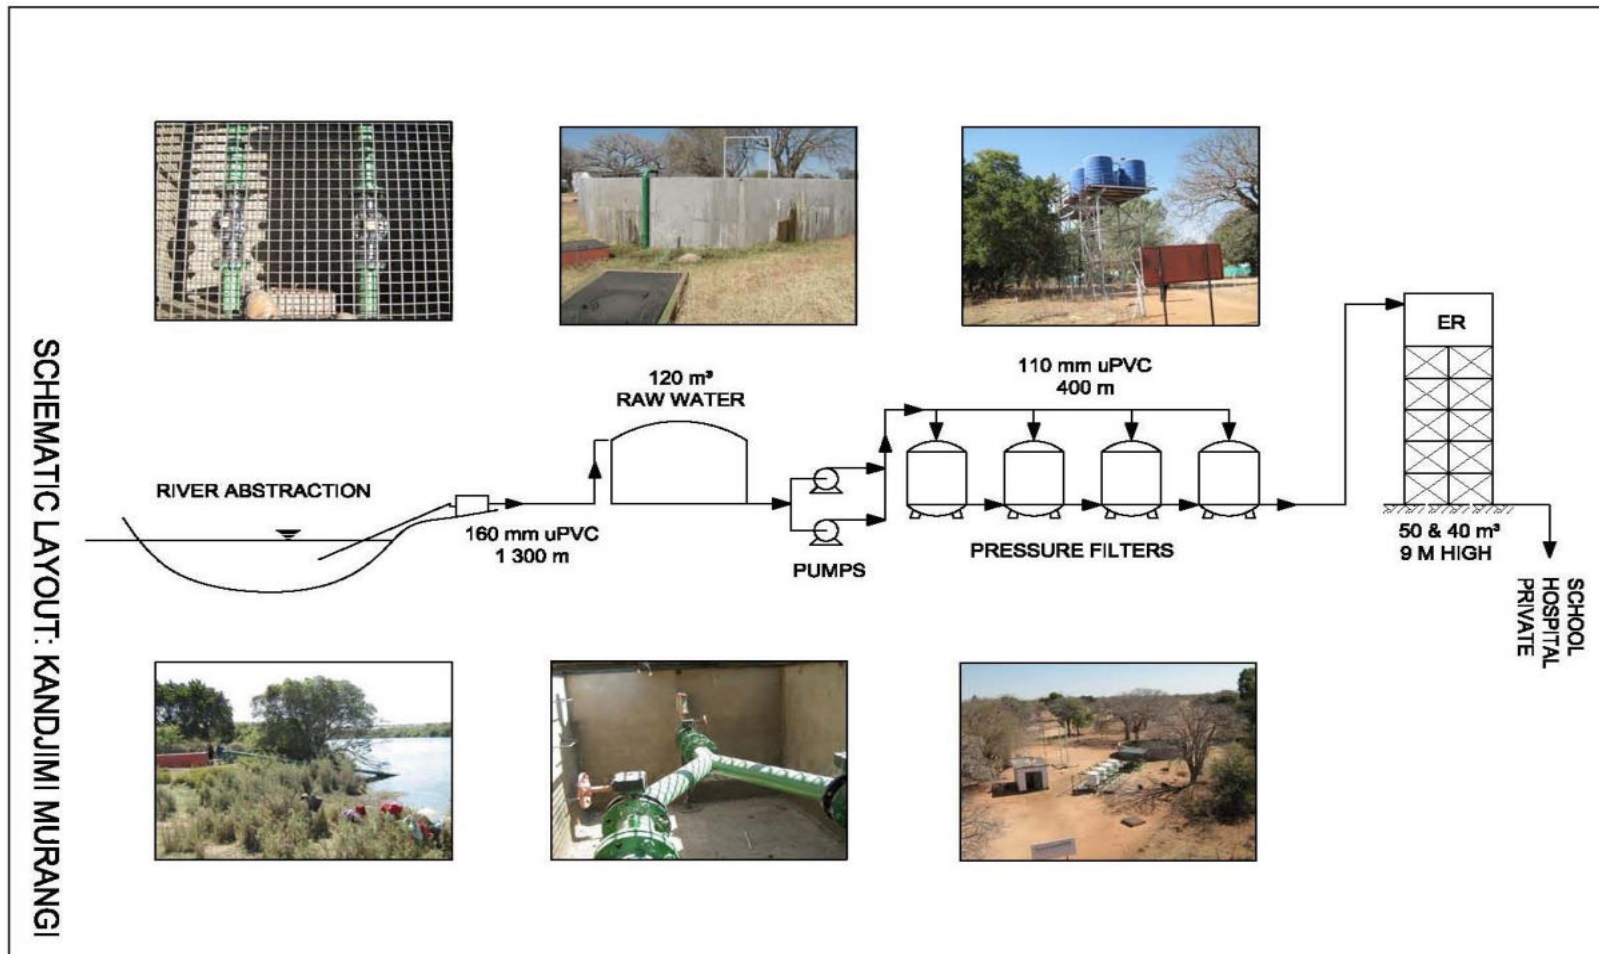 SCHEMATIC LAYOUT: KANDJIMI MURANGI
RIVER ABSTRACTION
160 mm uPVC
1 300 m
120 m³
RAW WATER
PUMPS
110 mm uPVC
400 m
PRESSURE FILTERS
ER
50 & 40 m³
9 M HIGH
SCHOOL
HOSPITAL
PRIVATE